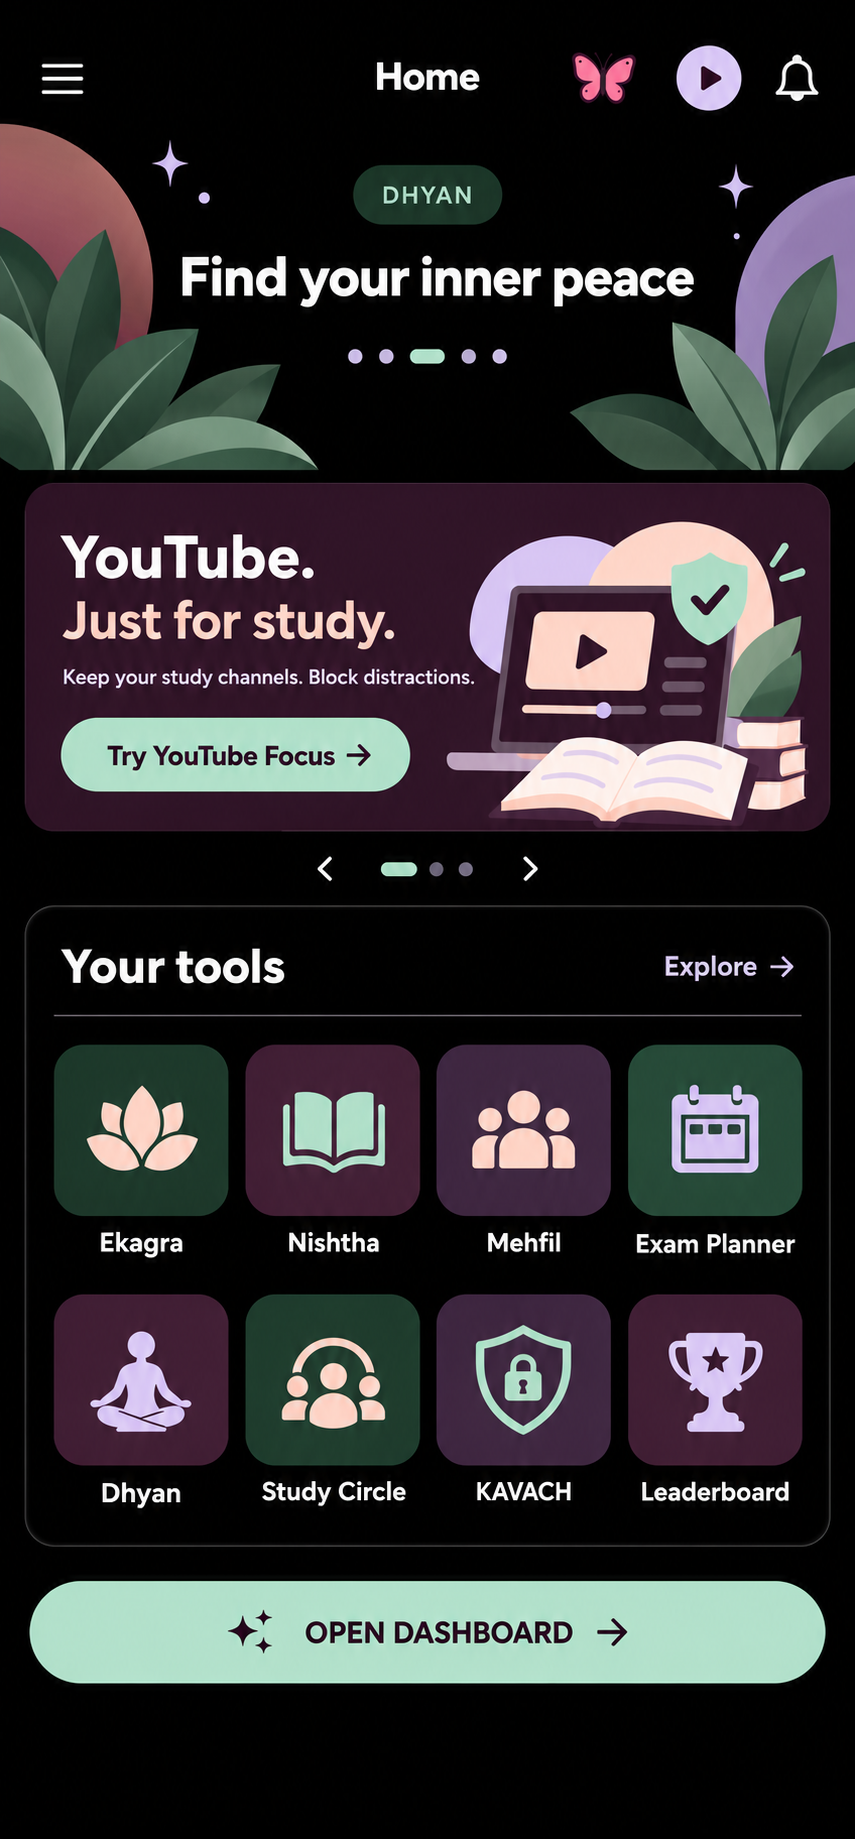 Home
DHYAN
Find your inner peace
YouTube.
Just for study.
Keep your study channels. Block distractions.
Try YouTube Focus →
Your tools
Explore →
Ekagra
Nishtha
Mehfil
Exam Planner
Dhyan
Study Circle
KAVACH
Leaderboard
OPEN DASHBOARD →